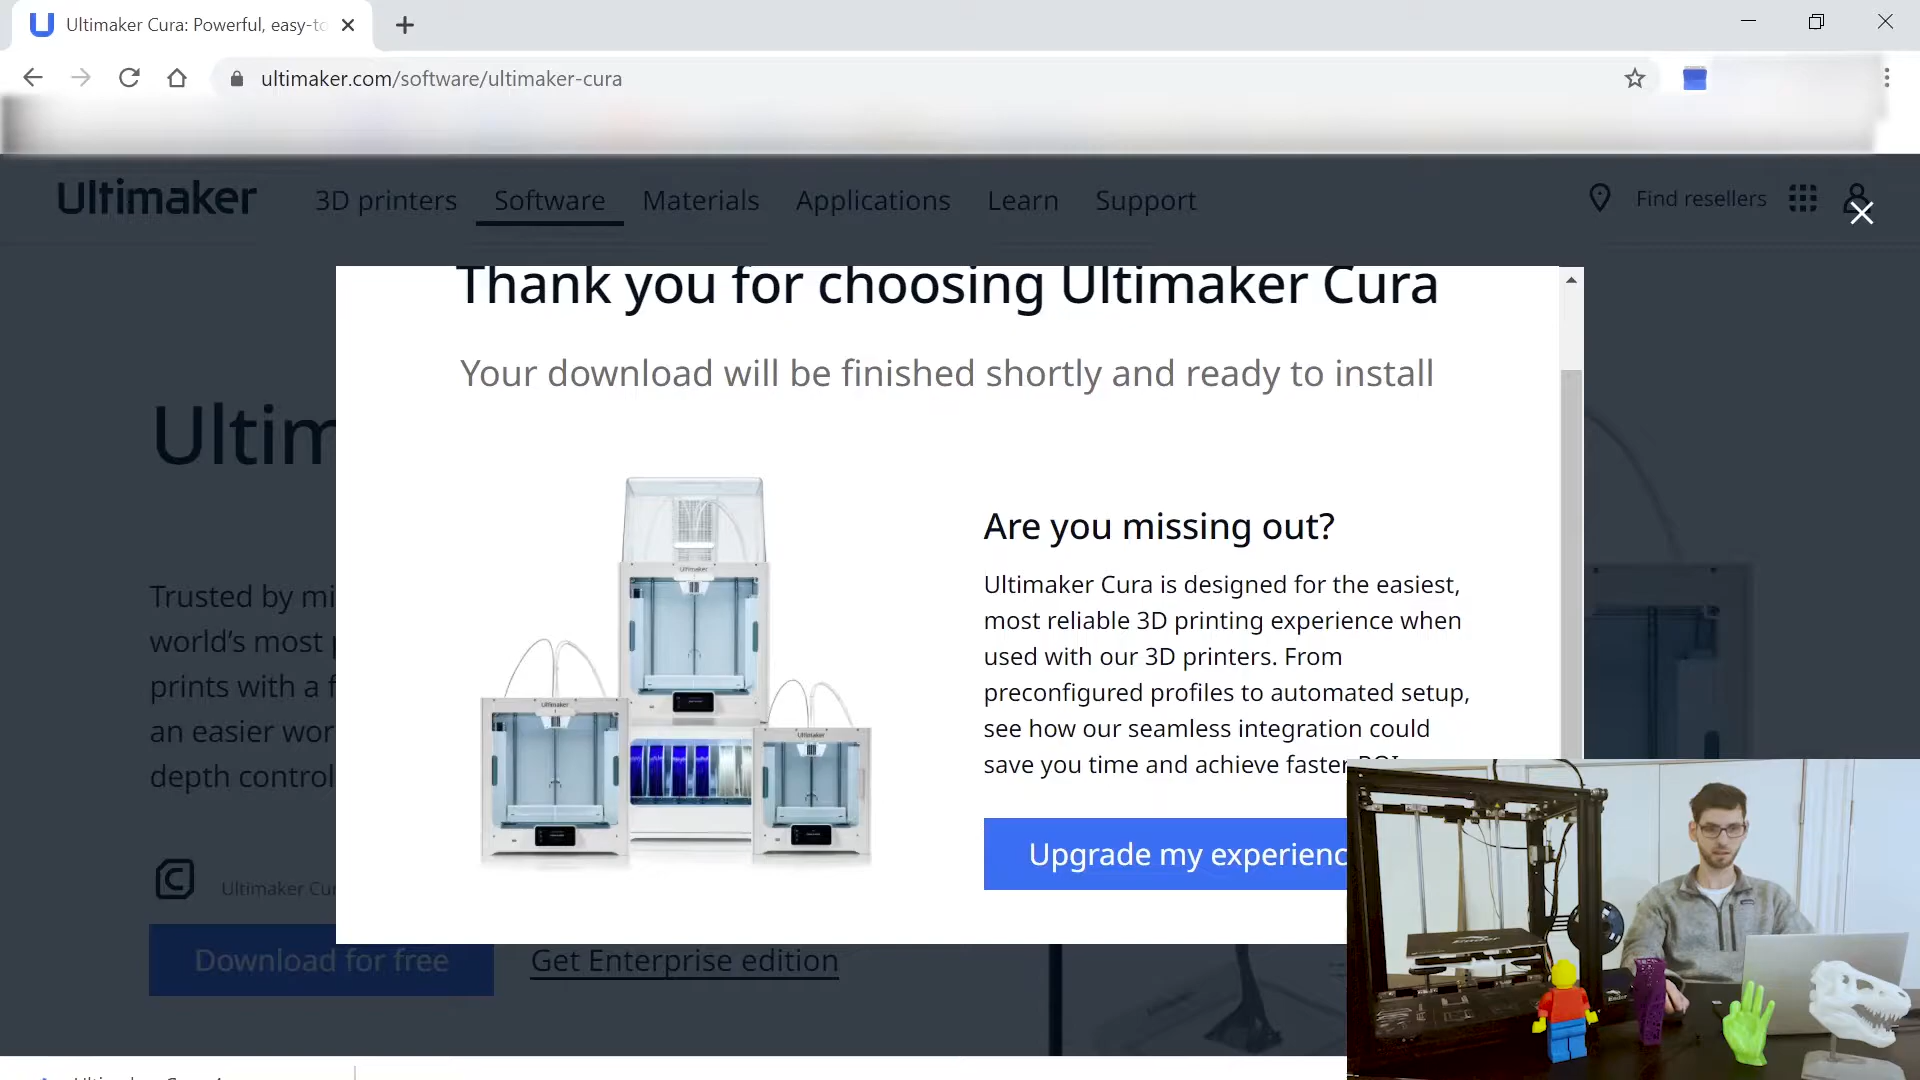 Ultimaker Cura: Powerful, easy-to
ultimaker.com/software/ultimaker-cura
Ultimaker
3D printers
Software
Materials
Applications
Learn
Support
Find resellers
Thank you for choosing Ultimaker Cura
Your download will be finished shortly and ready to install
Ultim
Are you missing out?
Ultimaker Cura is designed for the easiest,
most reliable 3D printing experience when
used with our 3D printers. From
preconfigured profiles to automated setup,
see how our seamless integration could
save you time and achieve faster ROI
Upgrade my experienc
Trusted by mi
world's most p
prints with a f
an easier wor
depth control
Ultimaker
Ultimaker
Ultimaker
Ultimaker Cur
Download for free
Get Enterprise edition
Ender